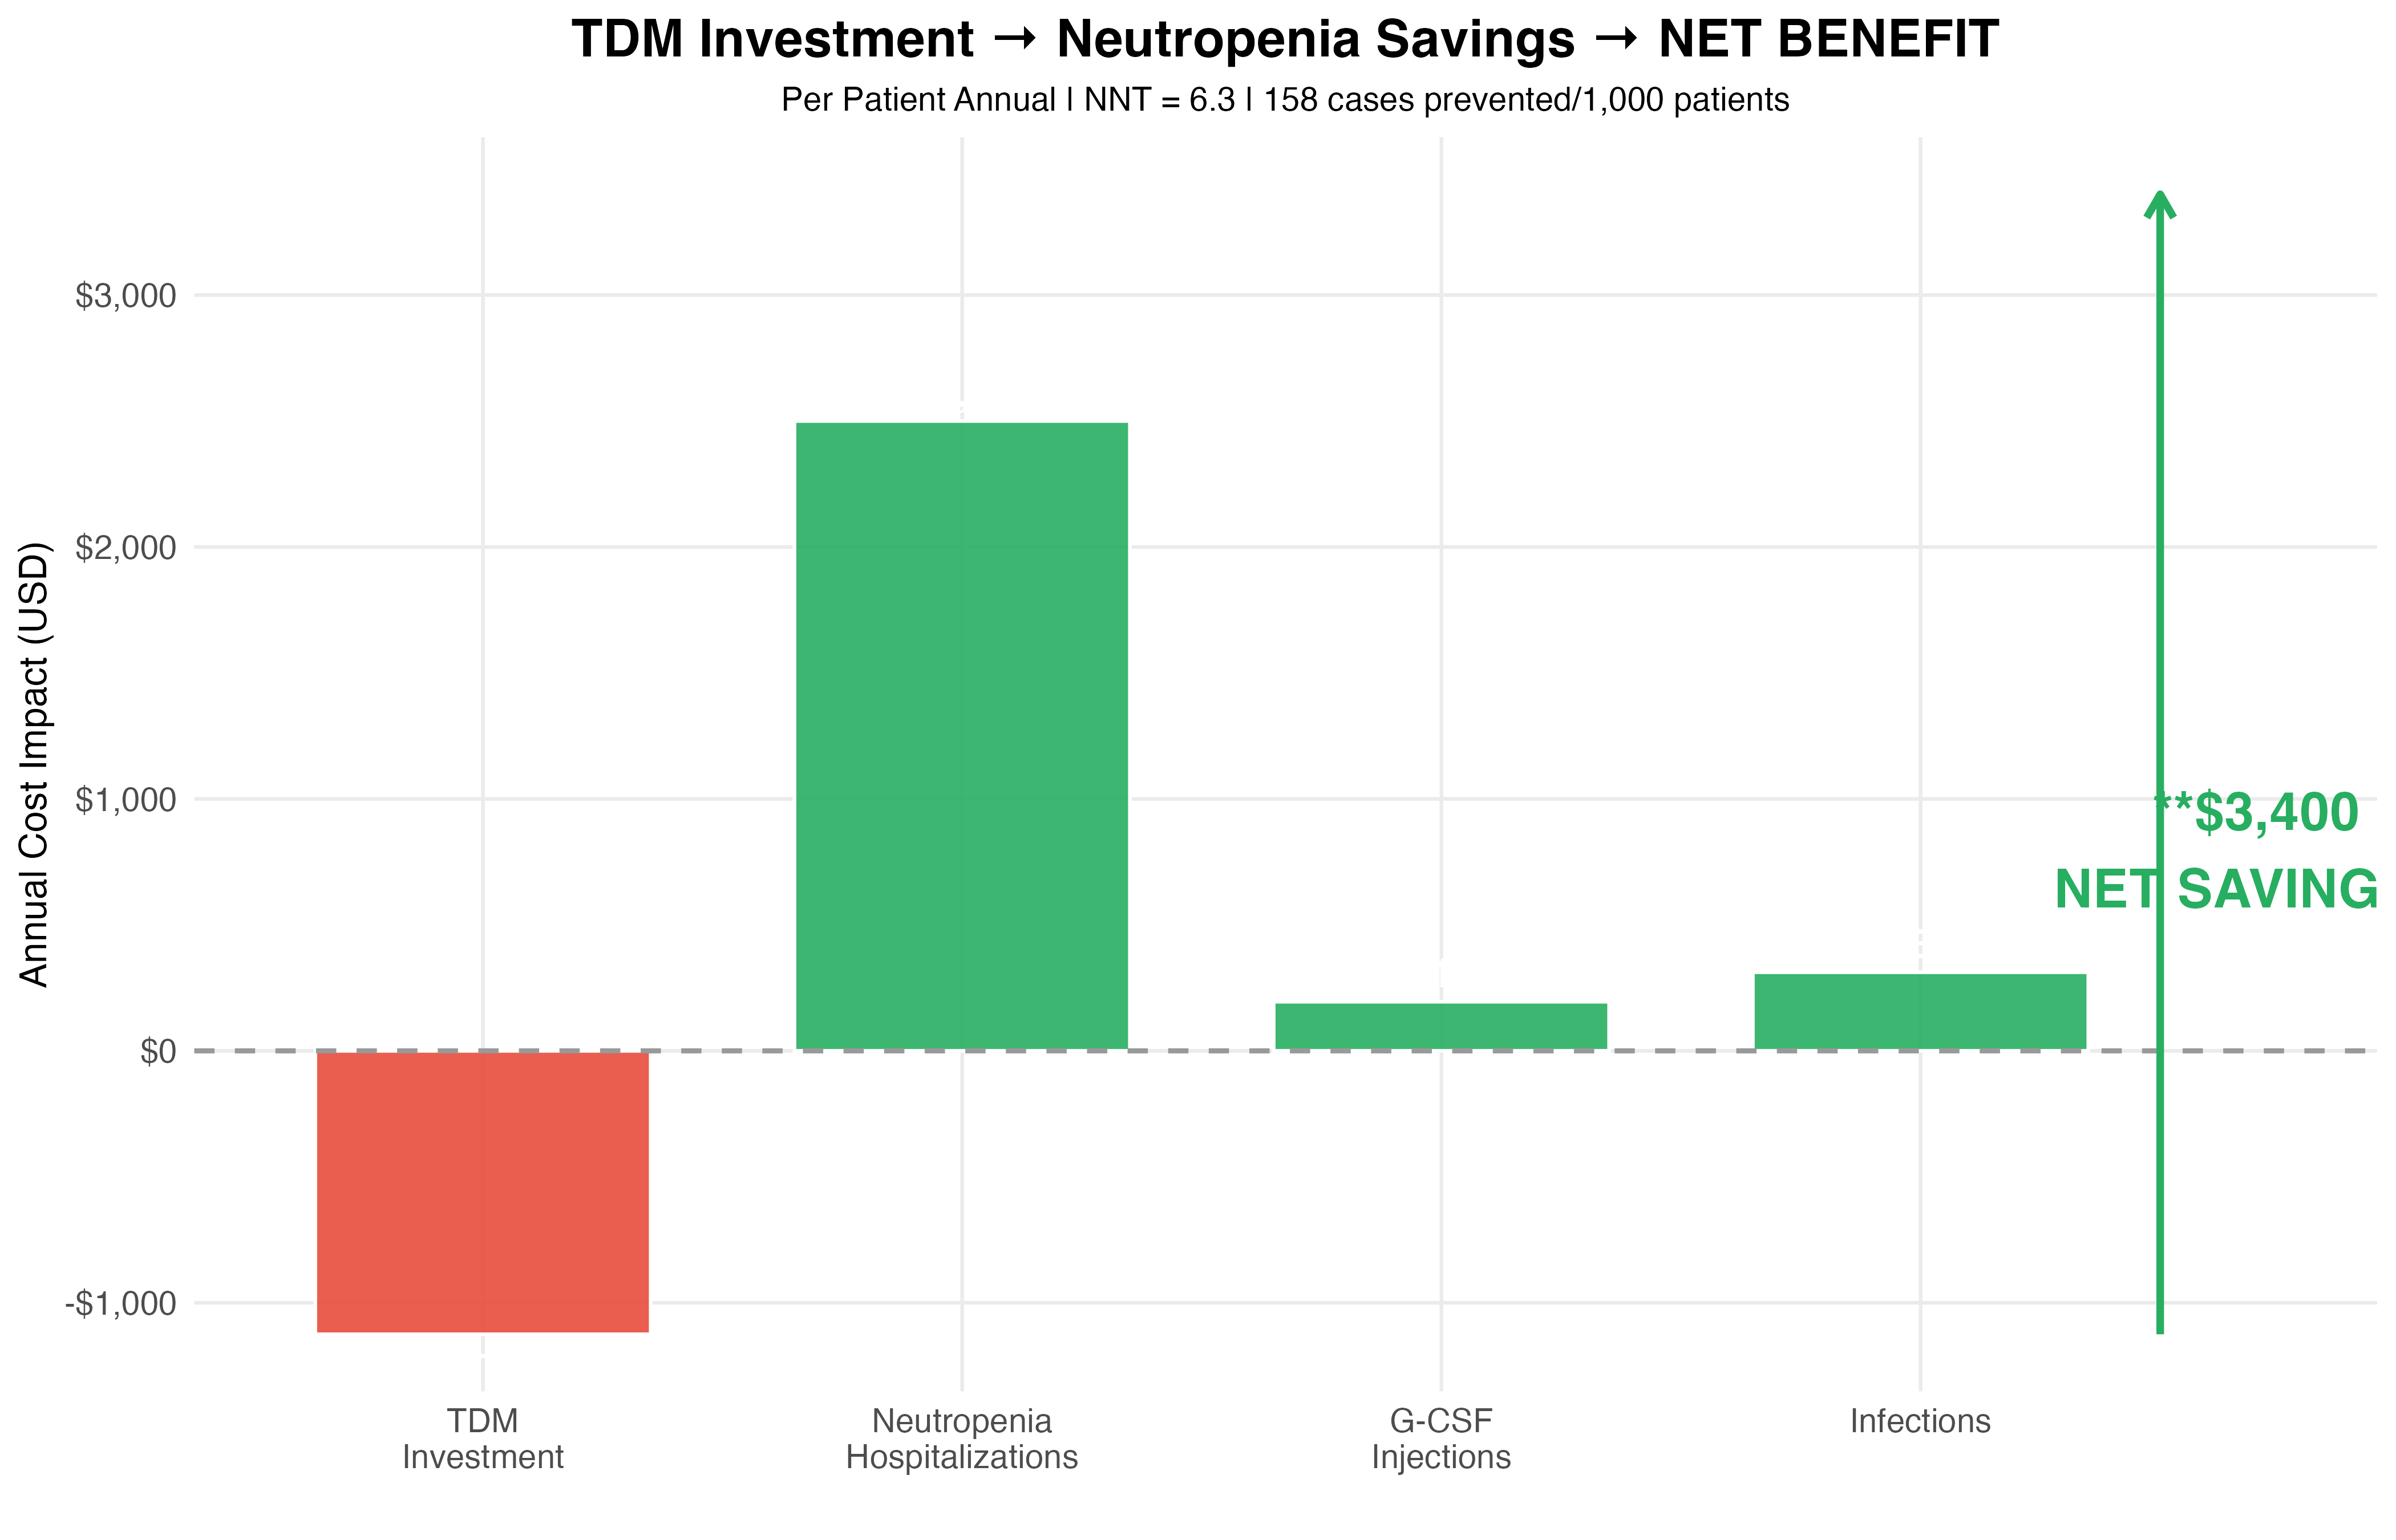 TDM Investment → Neutropenia Savings → NET BENEFIT
Per Patient Annual | NNT = 6.3 | 158 cases prevented/1,000 patients
Annual Cost Impact (USD)
$3,000
$2,000
$1,000
$0
-$1,000
**$3,400
NET SAVING
TDM
Investment
Neutropenia
Hospitalizations
G-CSF
Injections
Infections